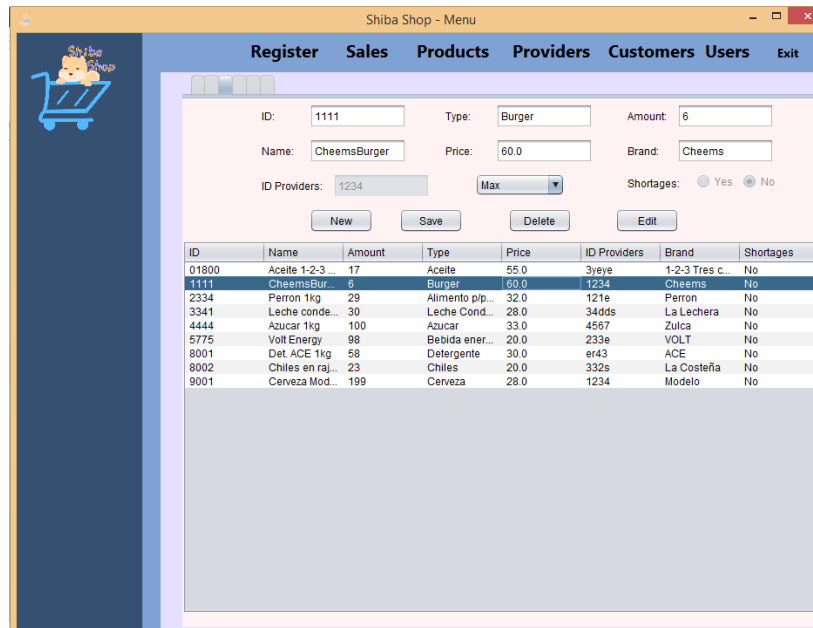 Shiba Shop - Menu
Shiba
Shop
Register Sales Products Providers Customers Users Exit
ID: 1111 Type: Burger Amount: 6
Name: CheemsBurger Price: 60.0 Brand: Cheems
ID Providers: 1234 Max Shortages: Yes No
New Save Delete Edit
ID Name Amount Type Price ID Providers Brand Shortages
01800 Aceite 1-2-3 ... 17 Aceite 55.0 3yeye 1-2-3 Tres c... No
1111 CheemsBur... 6 Burger 60.0 1234 Cheems No
2334 Perron 1kg 29 Alimento p/p... 32.0 121e Perron No
3341 Leche conde... 30 Leche Cond... 28.0 34dds La Lechera No
4444 Azucar 1kg 100 Azucar 33.0 4567 Zulca No
5775 Volt Energy 98 Bebida ener... 20.0 233e VOLT No
8001 Det. ACE 1kg 58 Detergente 30.0 er43 ACE No
8002 Chiles en raj... 23 Chiles 20.0 332s La Costeña No
9001 Cerveza Mod... 199 Cerveza 28.0 1234 Modelo No